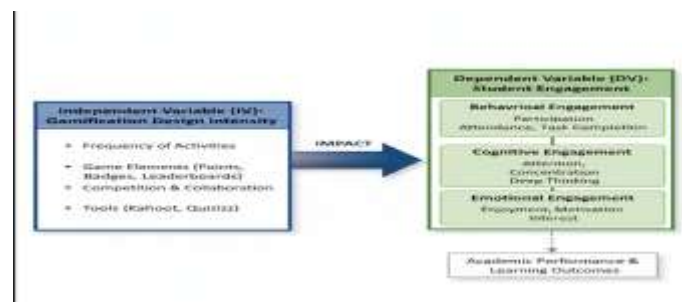 Independent Variable (IV)-
Gamification Design Intensity
• Frequency of Activities
• Game Elements (Points,
Badges, Leaderboards)
• Competition & Collaboration
• Tools (Kahoot, Quizizz)
IMPACT
Dependent Variable (DV)-
Student Engagement
Behavrioal Engagement
Participation
Attendance, Task Completion
Cognitive Engagement
Attention,
Concentration
Deep Thinking
Emotional Engagement
Enjoyment, Motivation
Interest
Academic Performance &
Learning Outcomes